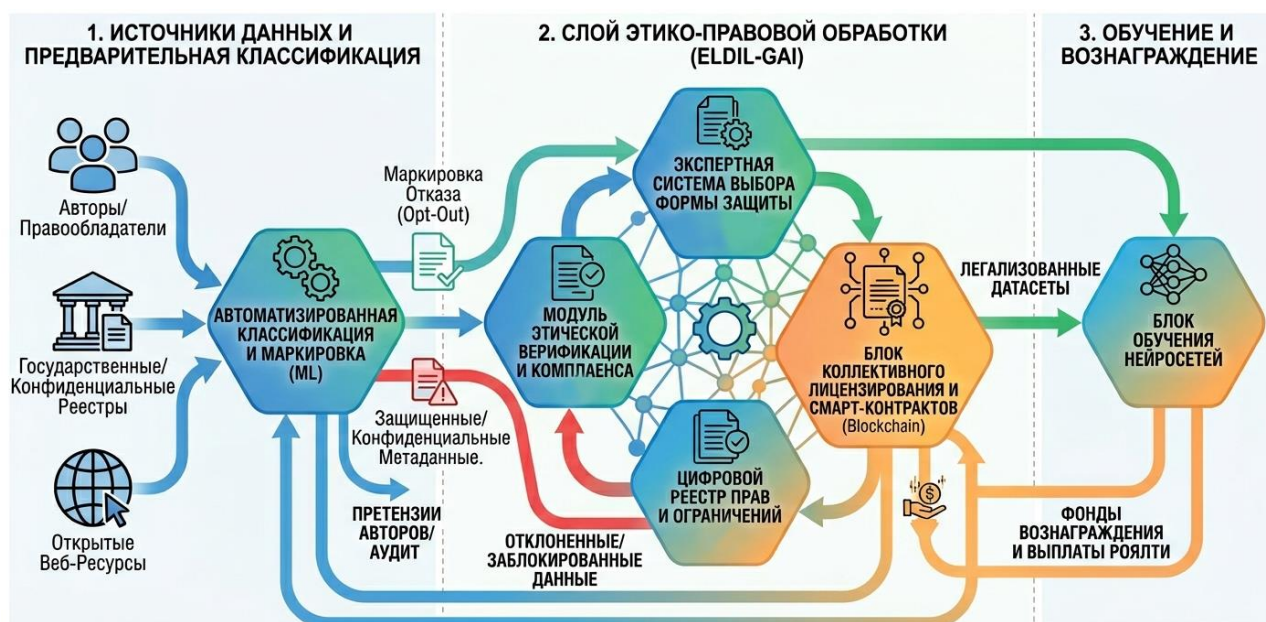 1. ИСТОЧНИКИ ДАННЫХ И
ПРЕДВАРИТЕЛЬНАЯ КЛАССИФИКАЦИЯ
2. СЛОЙ ЭТИКО-ПРАВОВОЙ ОБРАБОТКИ
(ELDIL-GAI)
3. ОБУЧЕНИЕ И
ВОЗНАГРАЖДЕНИЕ
Авторы/
Правообладатели
Государственные/
Конфиденциальные
Реестры
Открытые
Веб-Ресурсы
АВТОМАТИЗИРОВАННАЯ
КЛАССИФИКАЦИЯ
И МАРКИРОВКА
(ML)
Маркировка
Отказа
(Opt-Out)
Защищенные/
Конфиденциальные
Метаданные.
ПРЕТЕНЗИИ
АВТОРОВ/
АУДИТ
ЭКСПЕРТНАЯ
СИСТЕМА ВЫБОРА
ФОРМЫ ЗАЩИТЫ
МОДУЛЬ
ЭТИЧЕСКОЙ
ВЕРИФИКАЦИИ
И КОМПЛАЕНСА
ЦИФРОВОЙ
РЕЕСТР ПРАВ
И ОГРАНИЧЕНИЙ
ОТКЛОНЕННЫЕ/
ЗАБЛОКИРОВАННЫЕ
ДАННЫЕ
БЛОК
КОЛЛЕКТИВНОГО
ЛИЦЕНЗИРОВАНИЯ И
СМАРТ-КОНТРАКТОВ
(Blockchain)
$
ЛЕГАЛИЗОВАННЫЕ
DATACETЫ
БЛОК
ОБУЧЕНИЯ
НЕЙРОСЕТЕЙ
ФОНДЫ
ВОЗНАГРАЖДЕНИЯ
И ВЫПЛАТЫ РОЯЛТИ